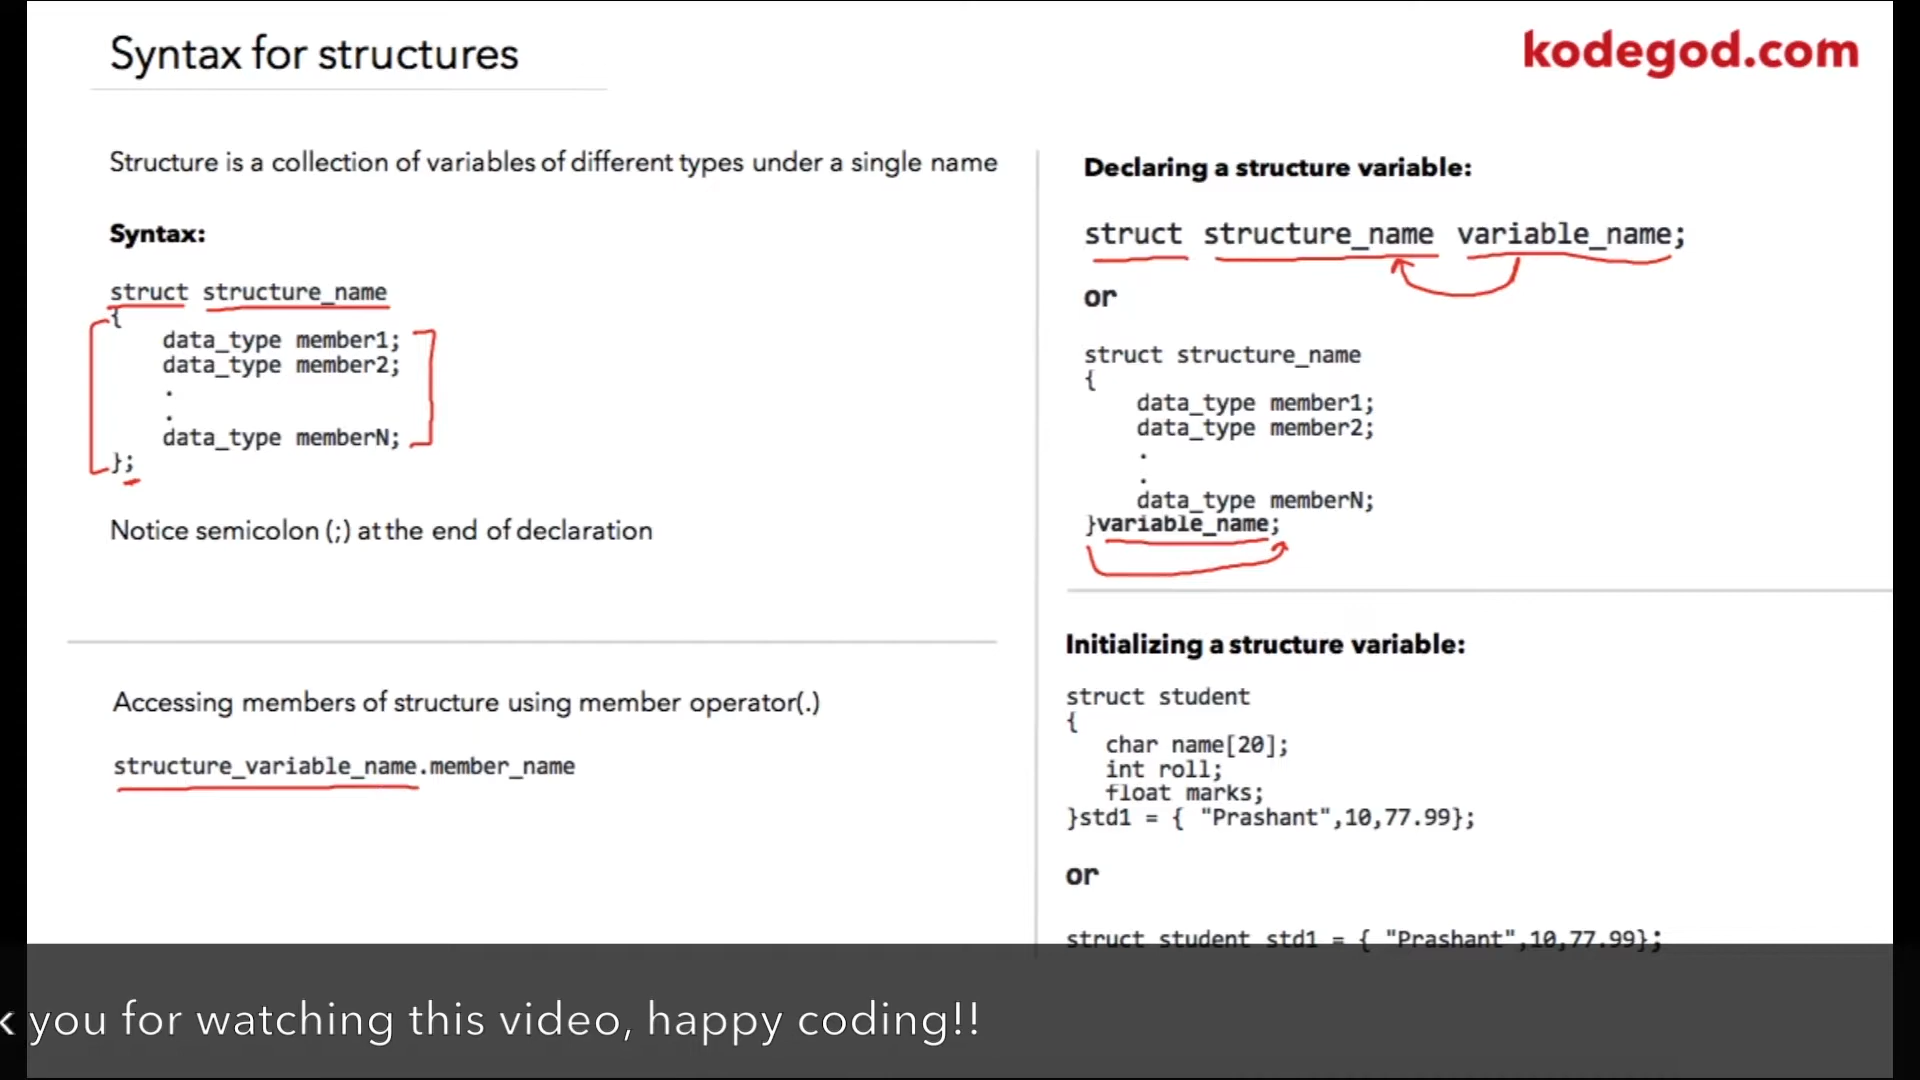 Syntax for structures
kodegod.com
Structure is a collection of variables of different types under a single name
Syntax:
struct structure_name
{
data_type member1;
data_type member2;
.
.
data_type memberN;
};
Notice semicolon (;) at the end of declaration
Accessing members of structure using member operator(.)
structure_variable_name.member_name
Declaring a structure variable:
struct structure_name variable_name;
or
struct structure_name
{
data_type member1;
data_type member2;
.
.
data_type memberN;
}variable_name;
Initializing a structure variable:
struct student
{
char name[20];
int roll;
float marks;
}std1 = { "Prashant",10,77.99};
or
struct student std1 = { "Prashant",10,77.99};
you for watching this video, happy coding!!